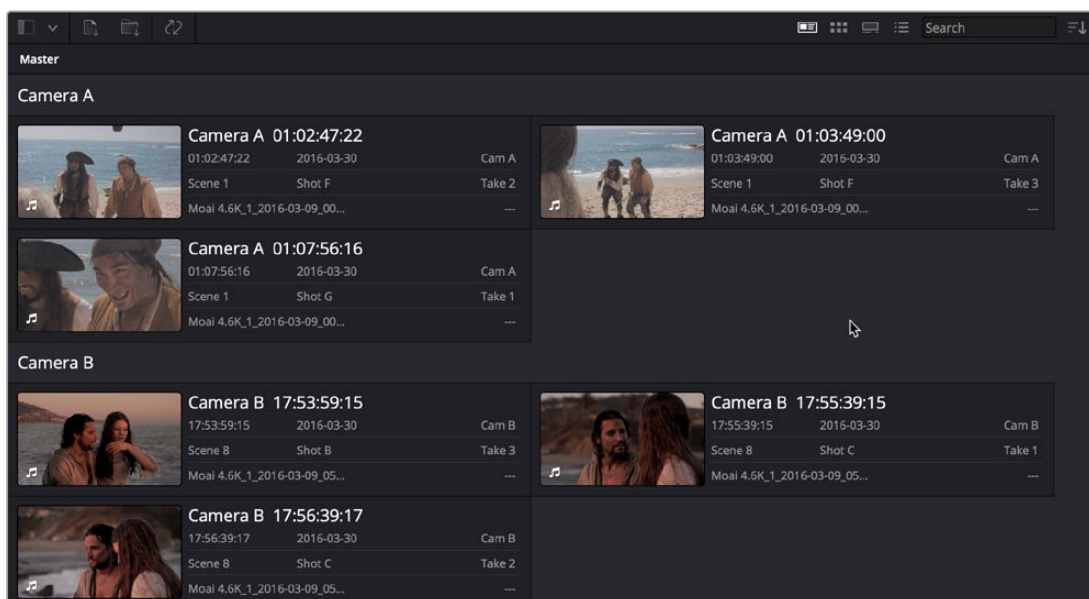 Search
Master
Camera A
Camera A 01:02:47:22
01:02:47:22 2016-03-30 Cam A
Scene 1 Shot F Take 2
Moai 4.6K_1_2016-03-09_00... ---
Camera A 01:03:49:00
01:03:49:00 2016-03-30 Cam A
Scene 1 Shot F Take 3
Moai 4.6K_1_2016-03-09_00... ---
Camera A 01:07:56:16
01:07:56:16 2016-03-30 Cam A
Scene 1 Shot G Take 1
Moai 4.6K_1_2016-03-09_00... ---
Camera B
Camera B 17:53:59:15
17:53:59:15 2016-03-30 Cam B
Scene 8 Shot B Take 3
Moai 4.6K_1_2016-03-09_05... ---
Camera B 17:55:39:15
17:55:39:15 2016-03-30 Cam B
Scene 8 Shot C Take 1
Moai 4.6K_1_2016-03-09_05... ---
Camera B 17:56:39:17
17:56:39:17 2016-03-30 Cam B
Scene 8 Shot C Take 2
Moai 4.6K_1_2016-03-09_05... ---